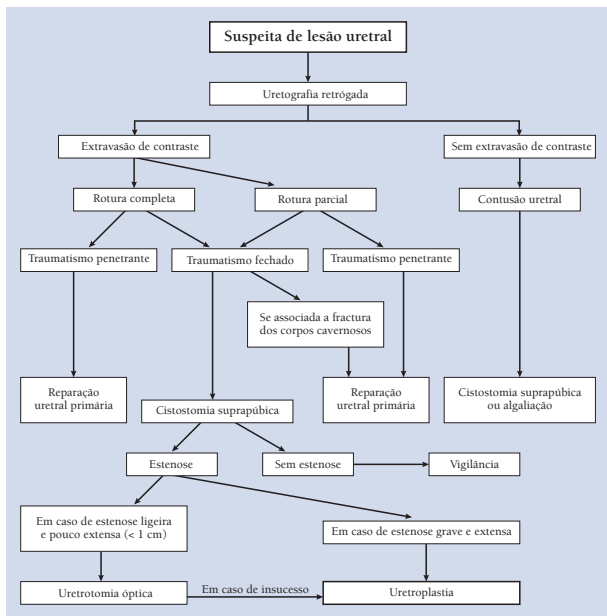 Suspeita de lesão uretral
Uretografia retrógada
Extravasão de contraste
Sem extravasão de contraste
Rotura completa
Rotura parcial
Contusão uretral
Traumatismo penetrante
Traumatismo fechado
Traumatismo penetrante
Se associada a fractura
dos corpos cavernosos
Reparação
uretral primária
Cistostomia suprapúbica
Reparação
uretral primária
Cistostomia suprapúbica
ou algaliação
Estenose
Sem estenose
Vigilância
Em caso de estenose ligeira
e pouco extensa (< 1 cm)
Em caso de estenose grave e extensa
Uretrotomia óptica
Em caso de insucesso
Uretroplastia